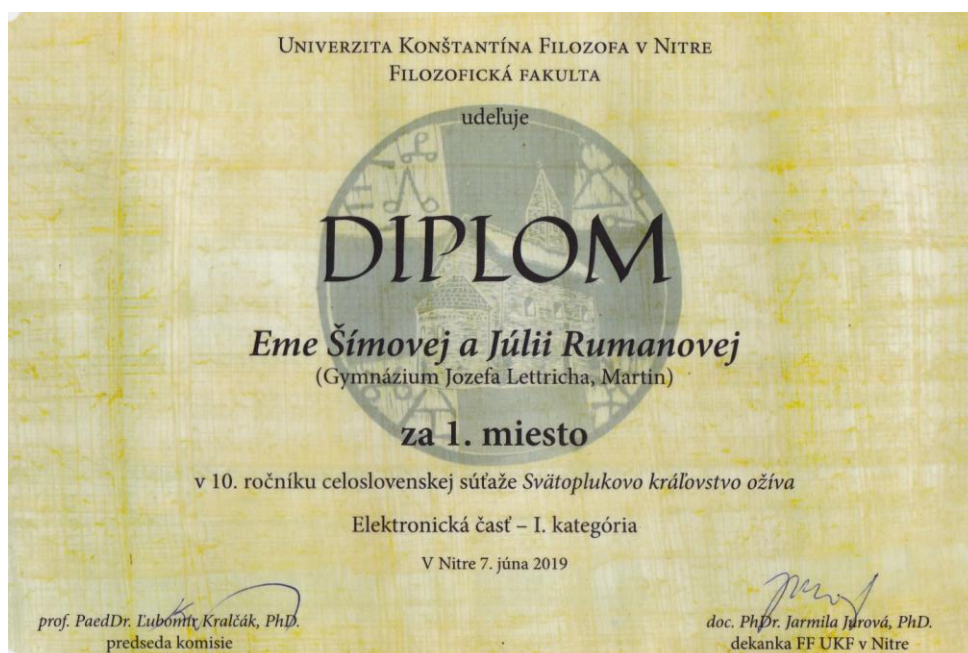 Univerzita Konštantína Filozofa v Nitre
Filozofická fakulta
udeľuje
DIPLOM
Eme Šímovej a Júlii Rumanovej
(Gymnázium Jozefa Lettricha, Martin)
za 1. miesto
v 10. ročníku celoslovenskej súťaže Svätoplukovo kráľovstvo ožíva
Elektronická časť – I. kategória
V Nitre 7. júna 2019
prof. PaedDr. Ľubomír Kralčák, PhD.
predseda komisie
doc. PhDr. Jarmila Jurová, PhD.
dekanka FF UKF v Nitre